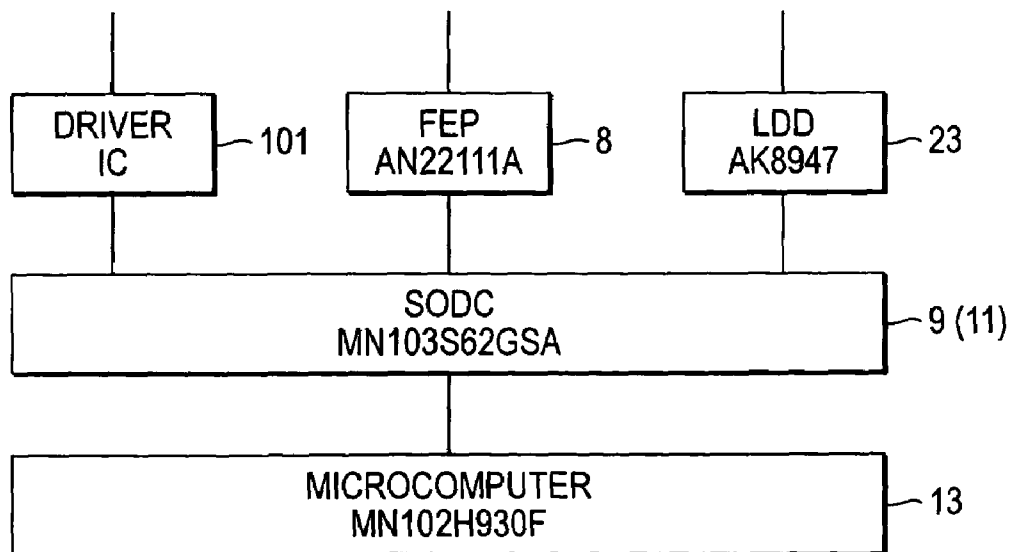 DRIVER
IC
101
FEP
AN22111A
8
LDD
AK8947
23
SODC
MN103S62GSA
9 (11)
MICROCOMPUTER
MN102H930F
13